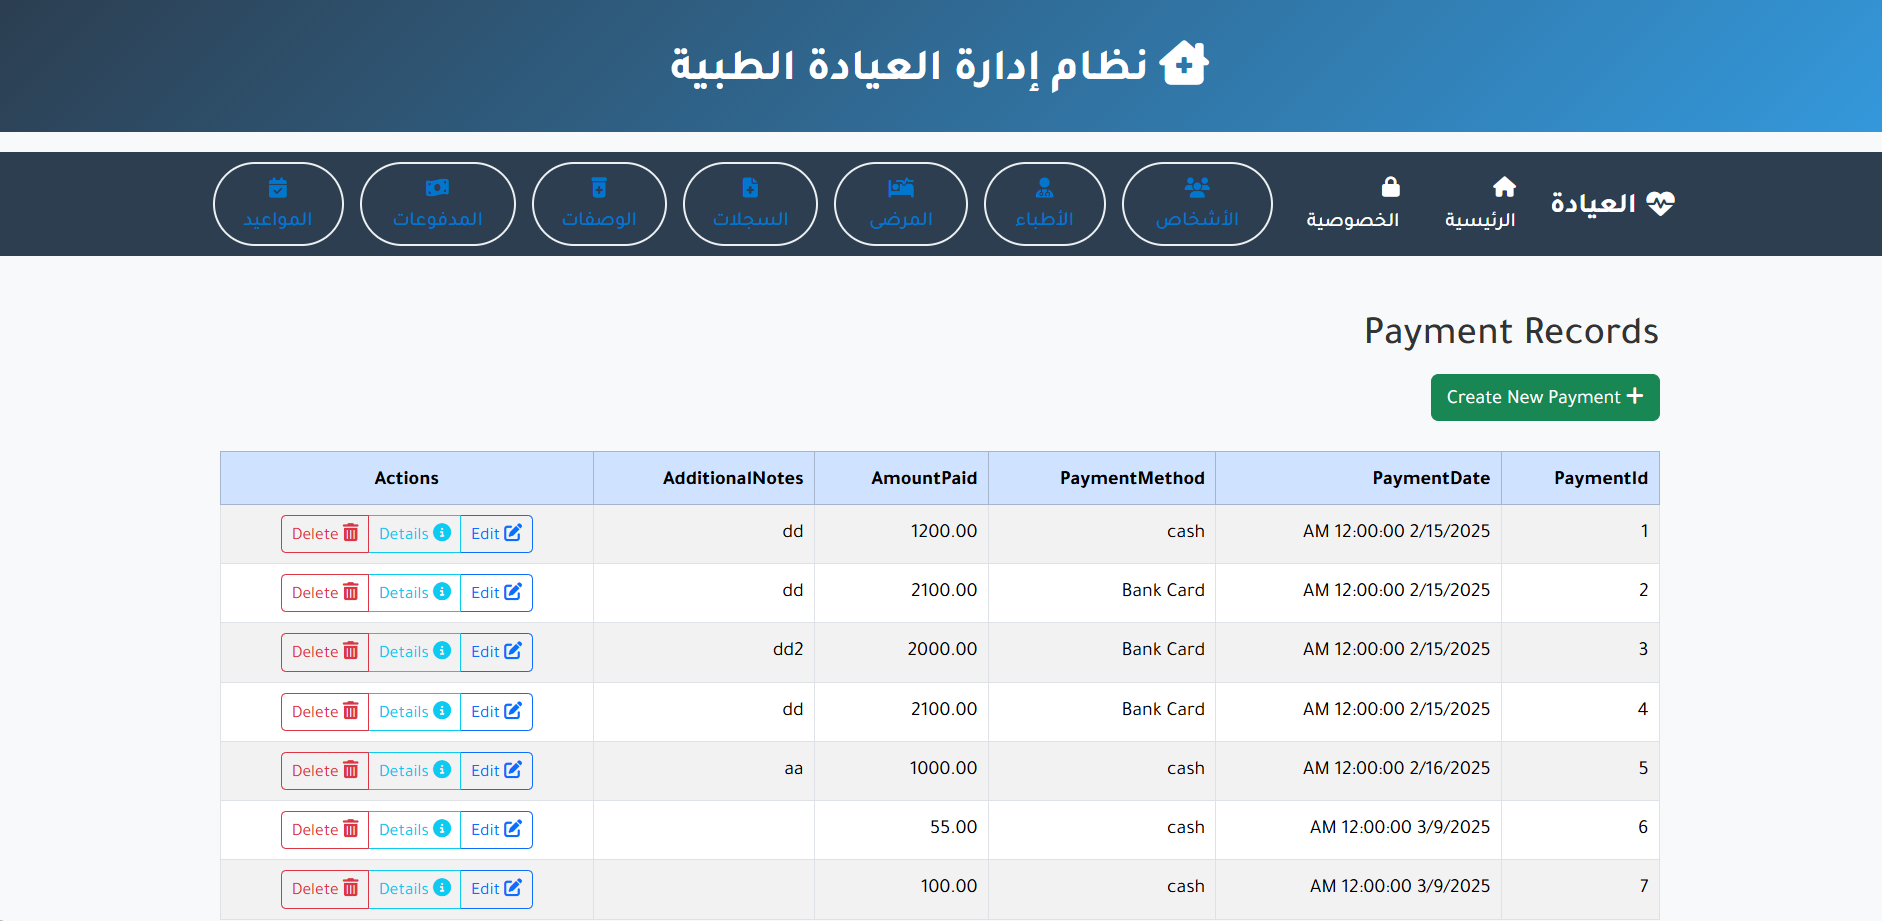 نظام إدارة العيادة الطبية
العيادة
الرئيسية
الخصوصية
الأشخاص
الأطباء
المرضى
السجلات
الوصفات
المدفوعات
المواعيد
Payment Records
Create New Payment
PaymentId PaymentDate PaymentMethod AmountPaid AdditionalNotes Actions
1 AM 12:00:00 2/15/2025 cash 1200.00 dd Edit Details Delete
2 AM 12:00:00 2/15/2025 Bank Card 2100.00 dd Edit Details Delete
3 AM 12:00:00 2/15/2025 Bank Card 2000.00 dd2 Edit Details Delete
4 AM 12:00:00 2/15/2025 Bank Card 2100.00 dd Edit Details Delete
5 AM 12:00:00 2/16/2025 cash 1000.00 aa Edit Details Delete
6 AM 12:00:00 3/9/2025 cash 55.00 Edit Details Delete
7 AM 12:00:00 3/9/2025 cash 100.00 Edit Details Delete